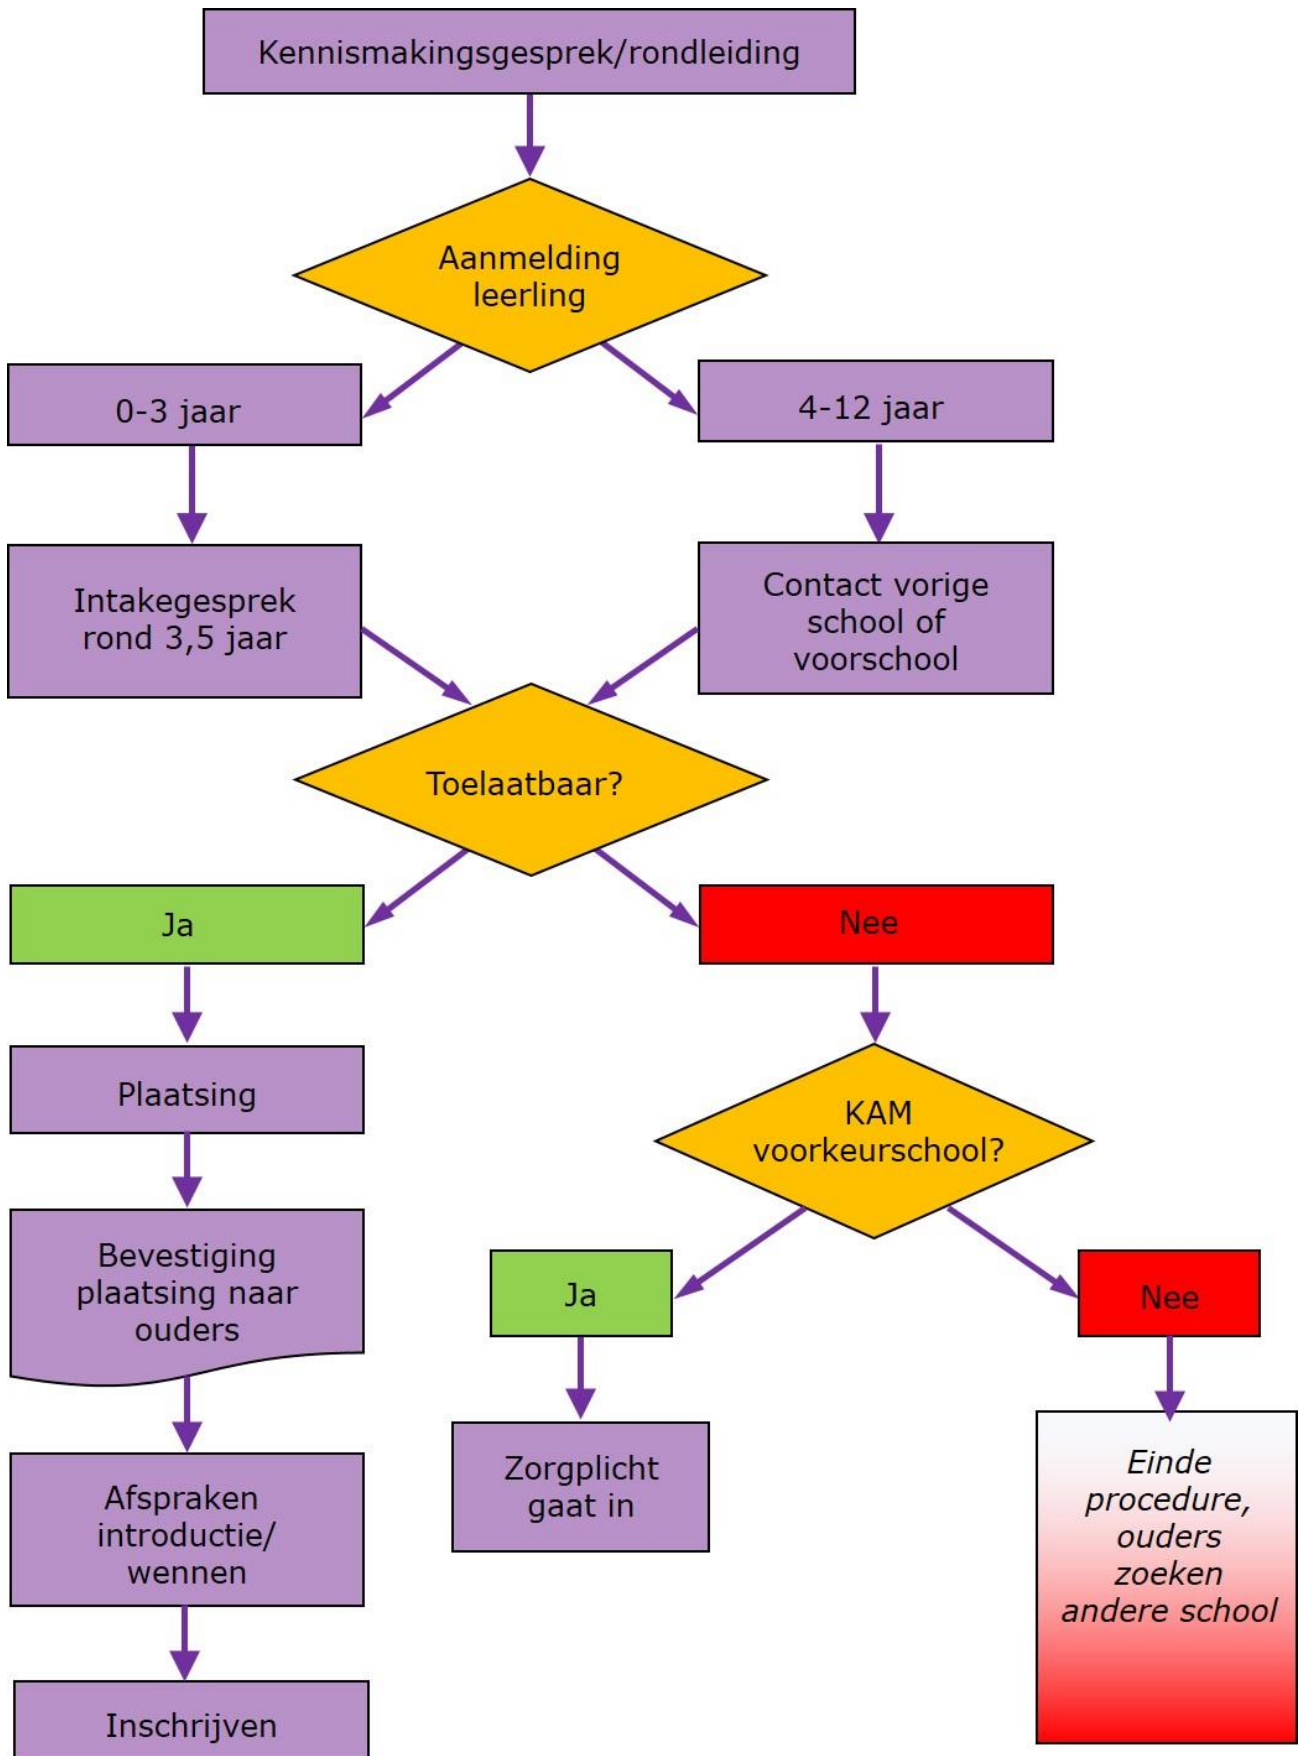 Kennismakingsgesprek/rondleiding
Aanmelding
leerling
0-3 jaar
4-12 jaar
Intakegesprek
rond 3,5 jaar
Contact vorige
school of
voorschool
Toelaatbaar?
Ja
Nee
Plaatsing
KAM
voorkeurschool?
Bevestiging
plaatsing naar
ouders
Ja
Nee
Afspraken
introductie/
wennen
Zorgplicht
gaat in
Einde
procedure,
ouders
zoeken
andere school
Inschrijven